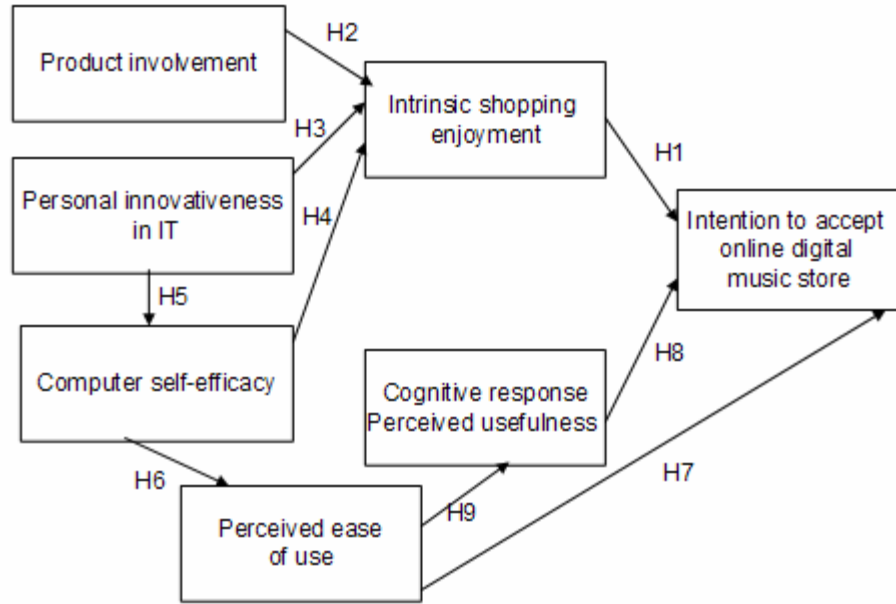 Product involvement
H2
Intrinsic shopping
enjoyment
H3
H1
Personal innovativeness
in IT
H4
Intention to accept
online digital
music store
H5
Computer self-efficacy
H8
Cognitive response
Perceived usefulness
H6
H7
H9
Perceived ease
of use